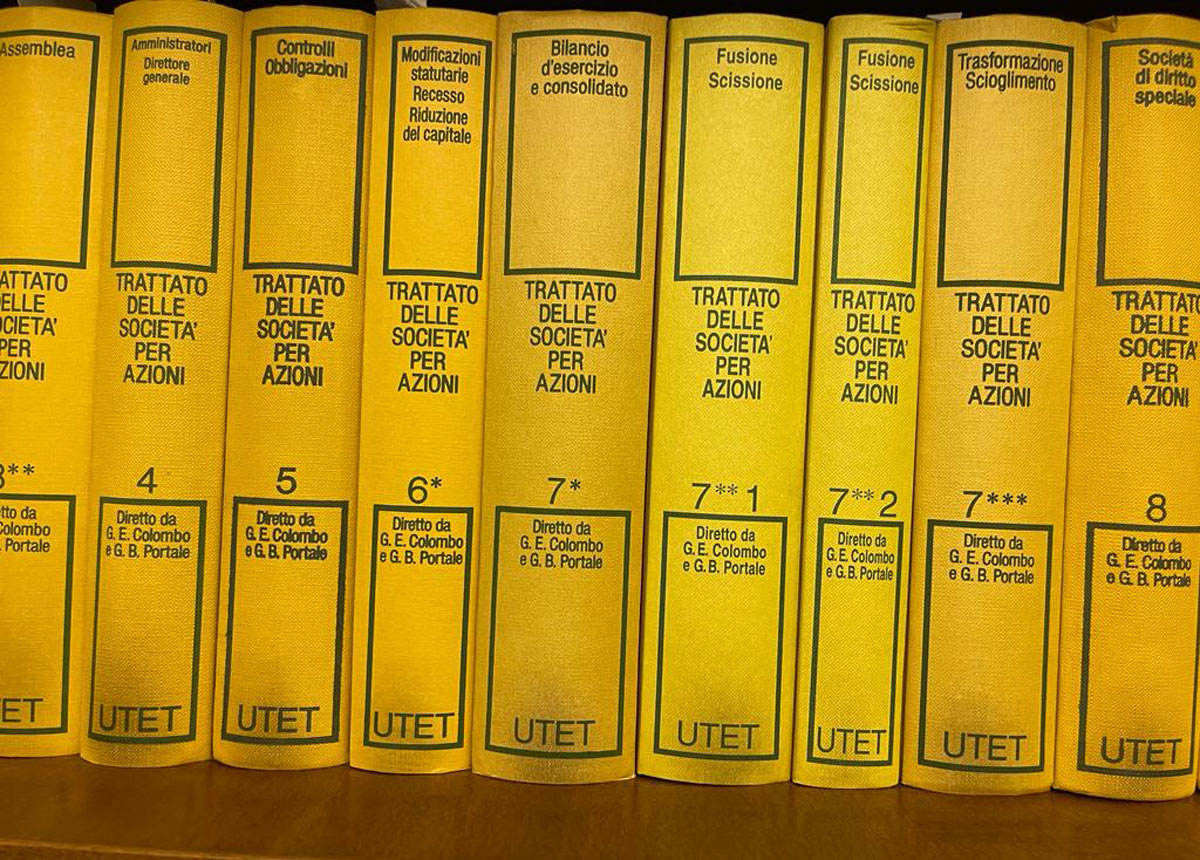 Assemblea
TRATTATO
DELLE
SOCIETA'
PER
AZIONI
3**
Diretto da
Colombo
Portale
UTET
Amministratori
Direttore
generale
TRATTATO
DELLE
SOCIETA'
PER
AZIONI
4
Diretto da
G. E. Colombo
e G. B. Portale
UTET
Controlli
Obbligazioni
TRATTATO
DELLE
SOCIETA'
PER
AZIONI
5
Diretto da
G. E. Colombo
e G. B. Portale
UTET
Modificazioni
statutarie
Recesso
Riduzione
del capitale
TRATTATO
DELLE
SOCIETA'
PER
AZIONI
6*
Diretto da
G. E. Colombo
e G. B. Portale
UTET
Bilancio
d'esercizio
e consolidato
TRATTATO
DELLE
SOCIETA'
PER
AZIONI
7*
Diretto da
G. E. Colombo
e G. B. Portale
UTET
Fusione
Scissione
TRATTATO
DELLE
SOCIETA'
PER
AZIONI
7** 1
Diretto da
G. E. Colombo
e G. B. Portale
UTET
Fusione
Scissione
TRATTATO
DELLE
SOCIETA'
PER
AZIONI
7** 2
Diretto da
G. E. Colombo
e G. B. Portale
UTET
Trasformazione
Scioglimento
TRATTATO
DELLE
SOCIETA'
PER
AZIONI
7***
Diretto da
G. E. Colombo
e G. B. Portale
UTET
Società
di diritto
speciale
TRATTATO
DELLE
SOCIETA'
PER
AZIONI
8
Diretto da
G. E. Colombo
e G. B. Portale
UTET